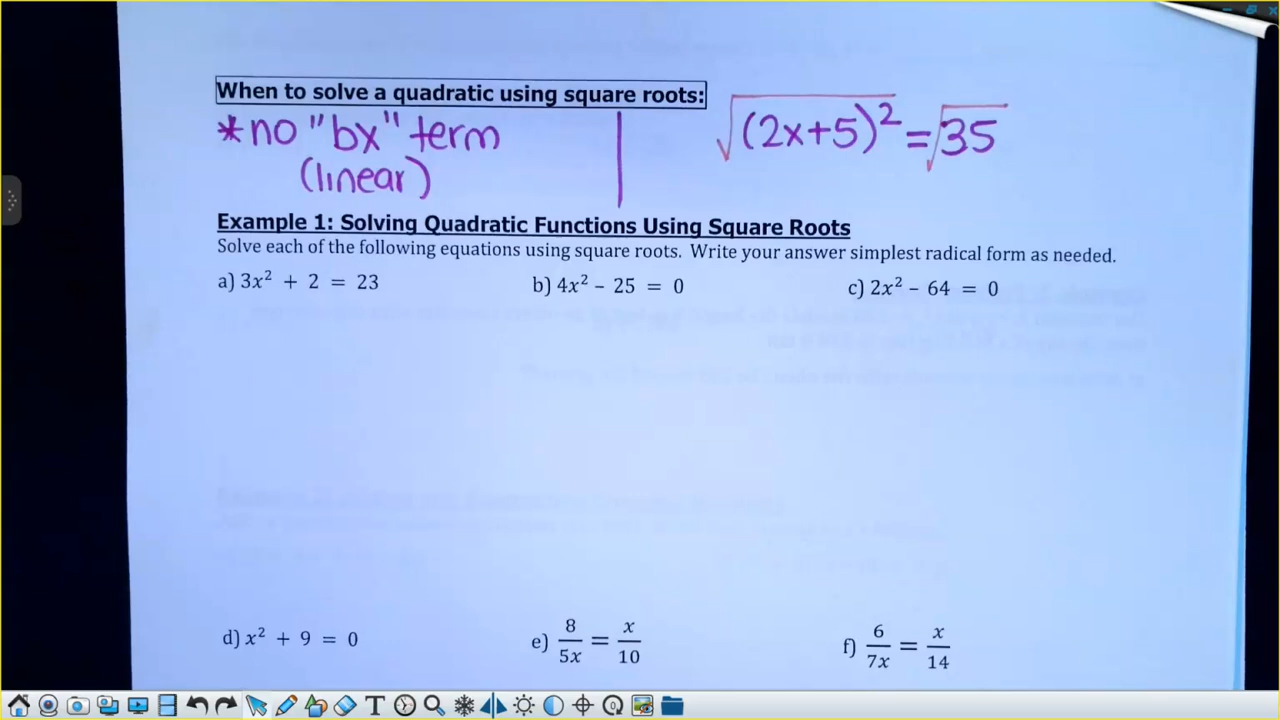 When to solve a quadratic using square roots:
*no "bx" term
(linear)
√(2x+5)² = √35
Example 1: Solving Quadratic Functions Using Square Roots
Solve each of the following equations using square roots. Write your answer simplest radical form as needed.
a) 3x² + 2 = 23
b) 4x² – 25 = 0
c) 2x² – 64 = 0
d) x² + 9 = 0
e) 8/5x = x/10
f) 6/7x = x/14